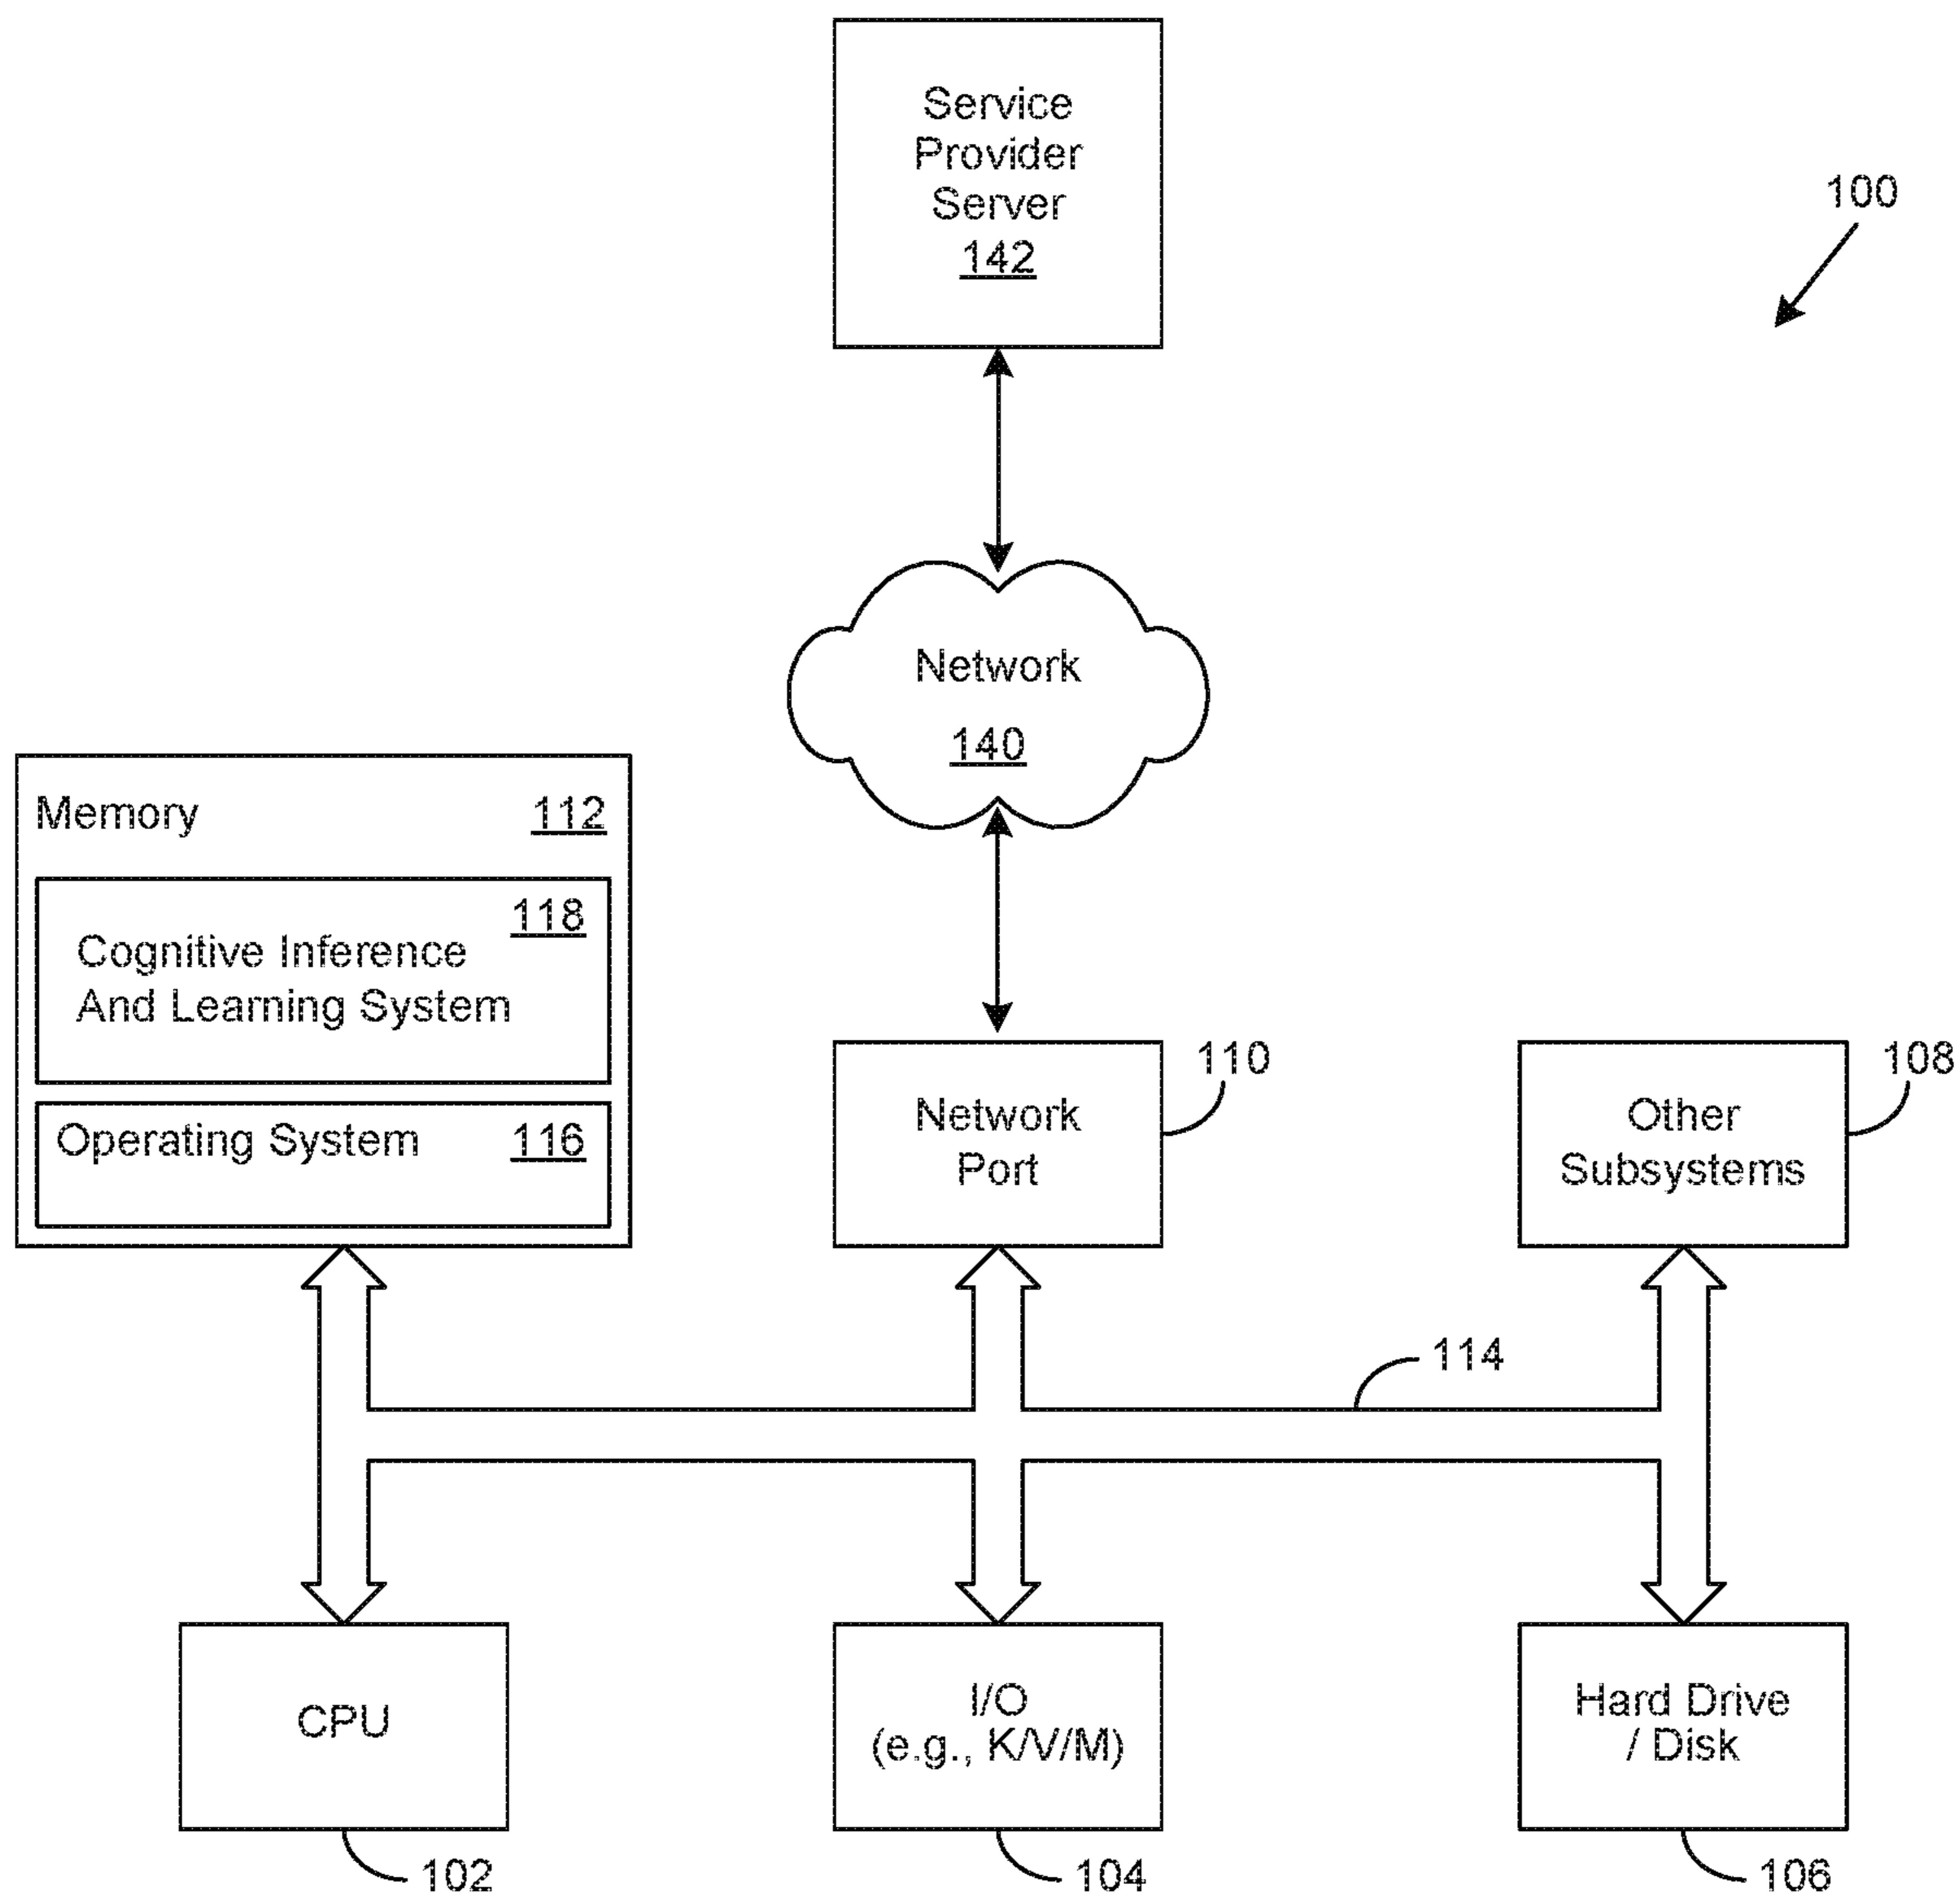 Service
Provider
Server
142
100
Network
140
Memory 112
118
Cognitive Inference
And Learning System
Operating System 116
110
Network
Port
108
Other
Subsystems
114
CPU
102
I/O
(e.g., K/V/M)
104
Hard Drive
/ Disk
106